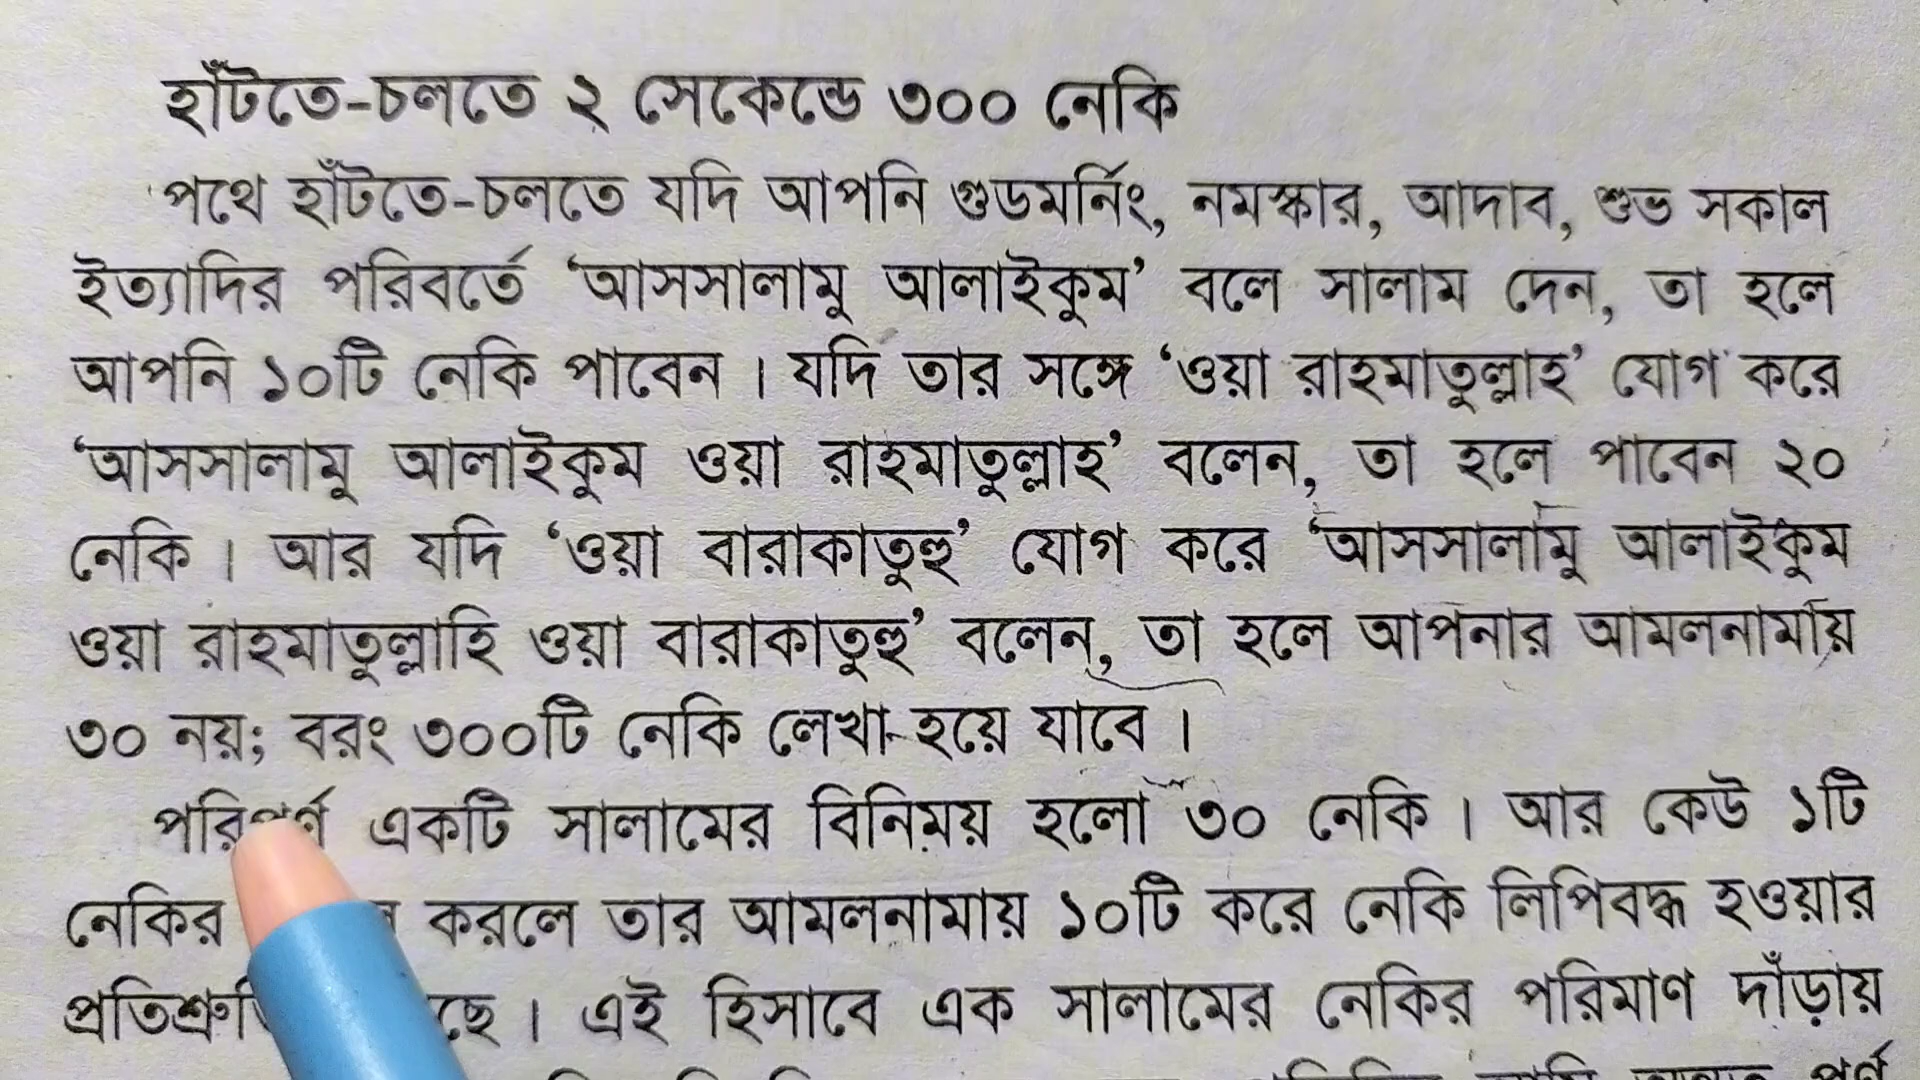 হাঁটতে-চলতে ২ সেকেন্ডে ৩০০ নেকি
পথে হাঁটতে-চলতে যদি আপনি গুডমর্নিং, নমস্কার, আদাব, শুভ সকাল
ইত্যাদির পরিবর্তে ‘আসসালামু আলাইকুম’ বলে সালাম দেন, তা হলে
আপনি ১০টি নেকি পাবেন। যদি তার সঙ্গে ‘ওয়া রাহমাতুল্লাহ’ যোগ করে
‘আসসালামু আলাইকুম ওয়া রাহমাতুল্লাহ’ বলেন, তা হলে পাবেন ২০
নেকি। আর যদি ‘ওয়া বারাকাতুহু’ যোগ করে ‘আসসালামু আলাইকুম
ওয়া রাহমাতুল্লাহি ওয়া বারাকাতুহু’ বলেন, তা হলে আপনার আমলনামায়
৩০ নয়; বরং ৩০০টি নেকি লেখা হয়ে যাবে।
পরিপূর্ণ একটি সালামের বিনিময় হলো ৩০ নেকি। আর কেউ ১টি
নেকির করলে তার আমলনামায় ১০টি করে নেকি লিপিবদ্ধ হওয়ার
এই হিসাবে এক সালামের নেকির পরিমাণ দাঁড়ায়